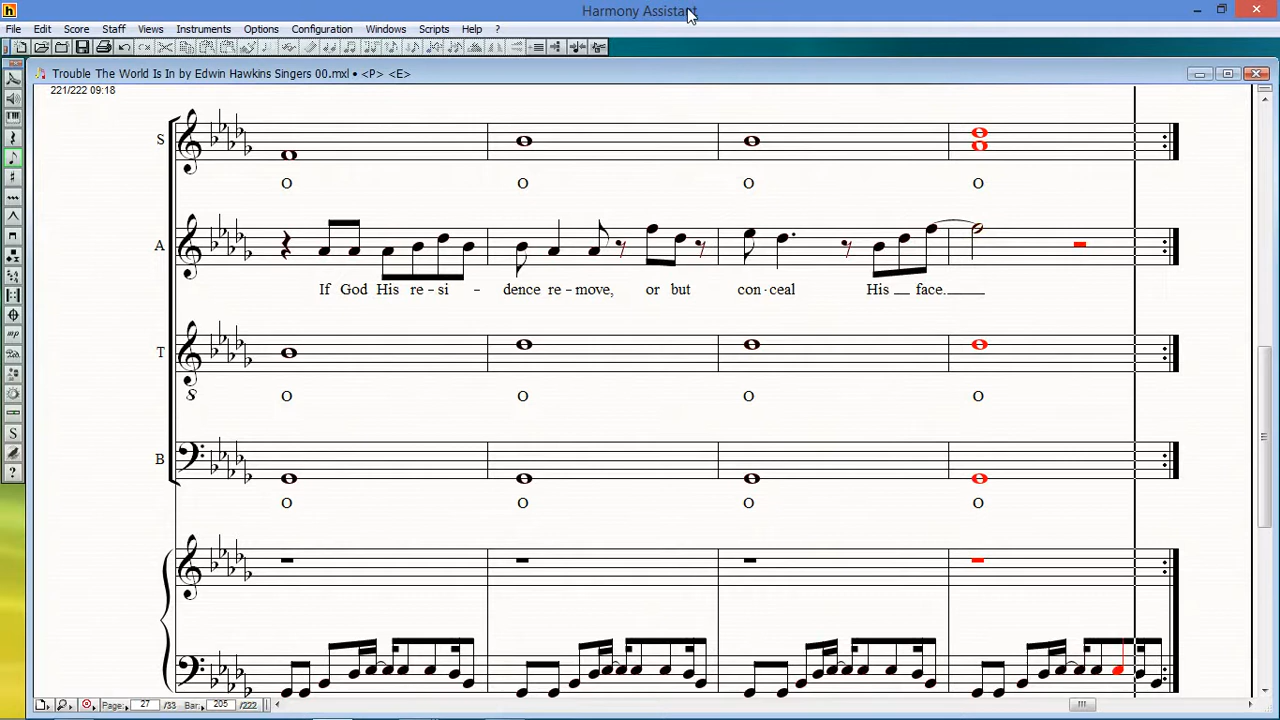 Harmony Assistant
File Edit Score Staff Views Instruments Options Configuration Windows Scripts Help ?
Trouble The World Is In by Edwin Hawkins Singers 00.mxl • <P> <E>
221/222 09:18
S
O O O O
A
If God His re-si - dence re-move, or but con-ceal His face.
T
8
O O O O
B
O O O O
Page: 27 /33 Bar: 205 /222